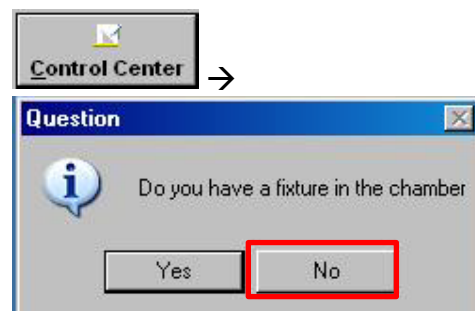 Control Center →
Question
Do you have a fixture in the chamber
Yes No